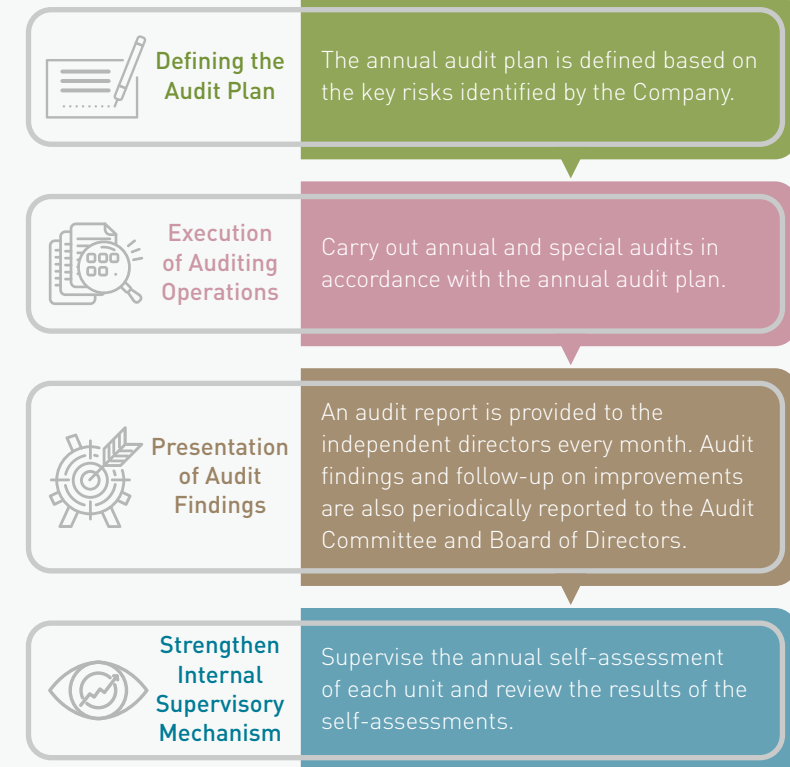 Defining the
Audit Plan
The annual audit plan is defined based on
the key risks identified by the Company.
Execution
of Auditing
Operations
Carry out annual and special audits in
accordance with the annual audit plan.
Presentation
of Audit
Findings
An audit report is provided to the
independent directors every month. Audit
findings and follow-up on improvements
are also periodically reported to the Audit
Committee and Board of Directors.
Strengthen
Internal
Supervisory
Mechanism
Supervise the annual self-assessment
of each unit and review the results of the
self-assessments.